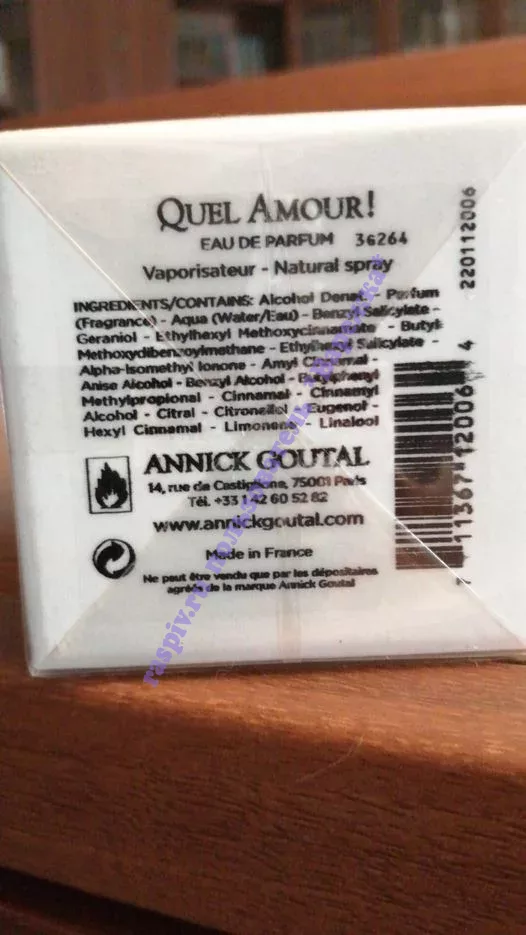 QUEL AMOUR!
EAU DE PARFUM 36264
Vaporisateur - Natural spray
INGREDIENTS/CONTAINS: Alcohol Denat. - Parfum
(Fragrance) - Aqua (Water/Eau) - Benzyl Salicylate -
Geraniol - Ethylhexyl Methoxycinnamate - Butyl
Methoxydibenzoylmethane - Ethylhexyl Salicylate -
Alpha-Isomethyl Ionone - Amyl Cinnamal -
Anise Alcohol - Benzyl Alcohol - Butylphenyl
Methylpropional - Cinnamal - Cinnamyl
Alcohol - Citral - Citronellol - Eugenol -
Hexyl Cinnamal - Limonene - Linalool
ANNICK GOUTAL
14, rue de Castiglione, 75001 Paris
Tél. +33 1 42 60 52 82
www.annickgoutal.com
Made in France
Ne peut être vendu que par les dépositaires
agréés de la marque Annick Goutal
220112006
711367 12006 4